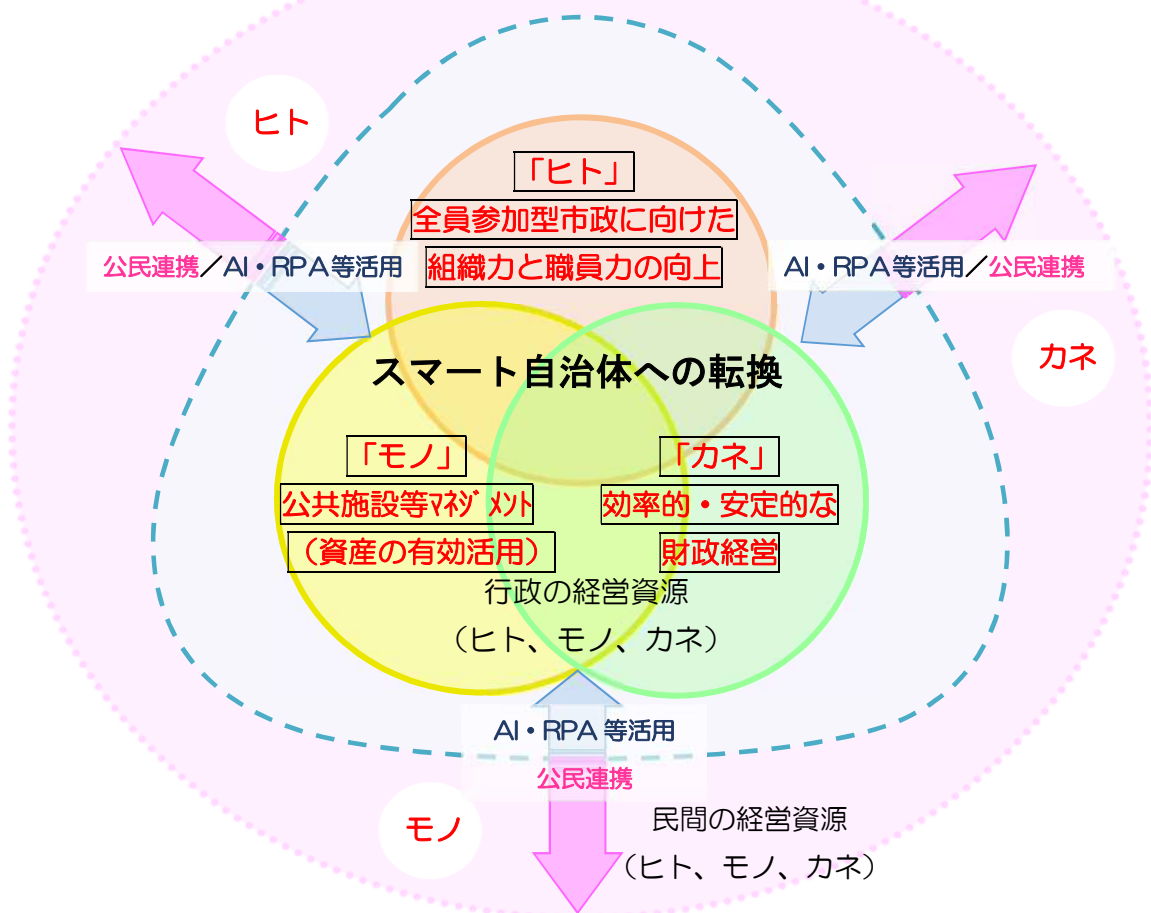 ヒト
「ヒト」
全員参加型市政に向けた
組織力と職員力の向上
公民連携／AI・RPA等活用
AI・RPA等活用／公民連携
カネ
スマート自治体への転換
「モノ」
公共施設等ﾏﾈｼﾞﾒﾝﾄ
（資産の有効活用）
「カネ」
効率的・安定的な
財政経営
行政の経営資源
（ヒト、モノ、カネ）
AI・RPA 等活用
公民連携
モノ
民間の経営資源
（ヒト、モノ、カネ）